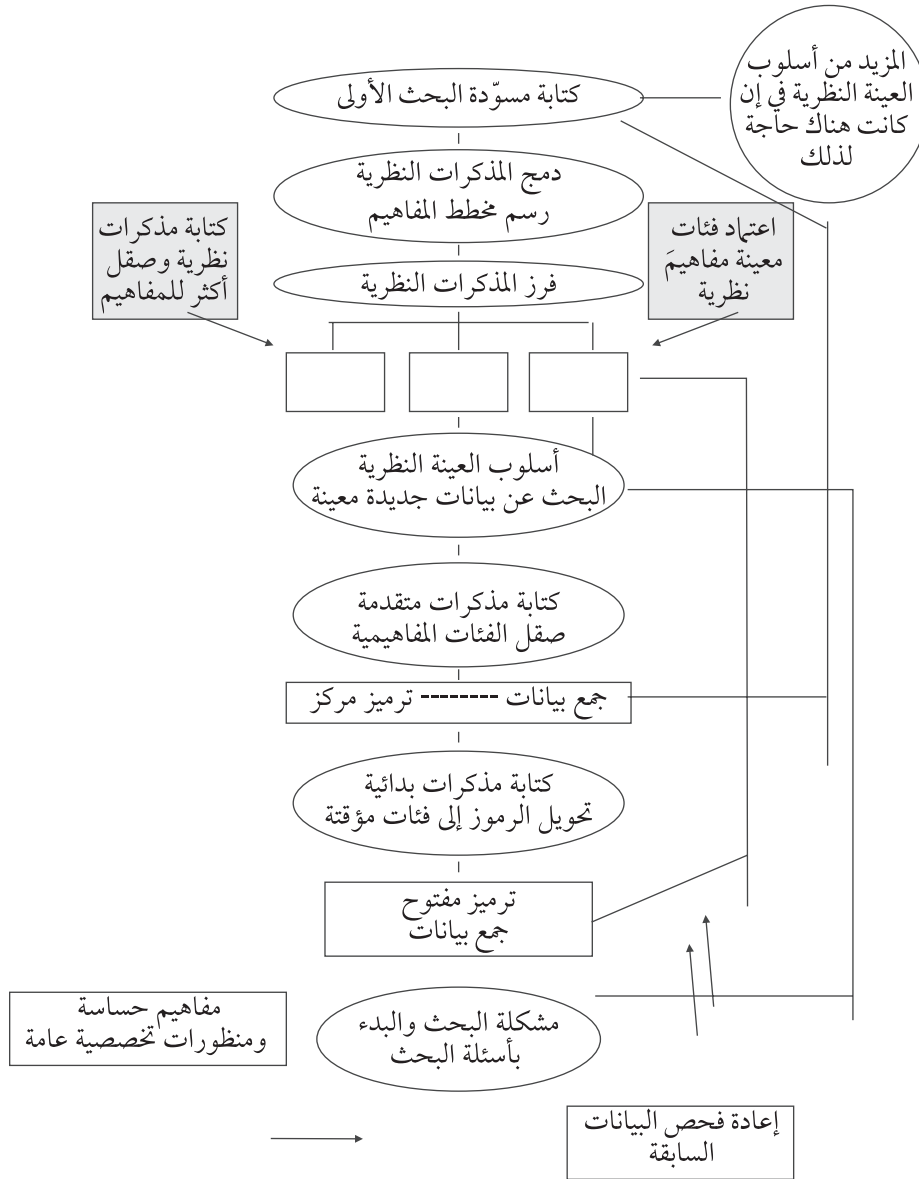 المزيد من أسلوب
العينة النظرية في إن
كانت هناك حاجة
لذلك
كتابة مسوّدة البحث الأولى
دمج المذكرات النظرية
رسم مخطط المفاهيم
اعتماد فئات
معينة مفاهيمَ
نظرية
كتابة مذكرات
نظرية وصقل
أكثر للمفاهيم
فرز المذكرات النظرية
أسلوب العينة النظرية
البحث عن بيانات جديدة معينة
كتابة مذكرات متقدمة
صقل الفئات المفاهيمية
جمع بيانات -------- ترميز مركز
كتابة مذكرات بدائية
تحويل الرموز إلى فئات مؤقتة
ترميز مفتوح
جمع بيانات
مشكلة البحث والبدء
بأسئلة البحث
مفاهيم حساسة
ومنظورات تخصصية عامة
إعادة فحص البيانات
السابقة